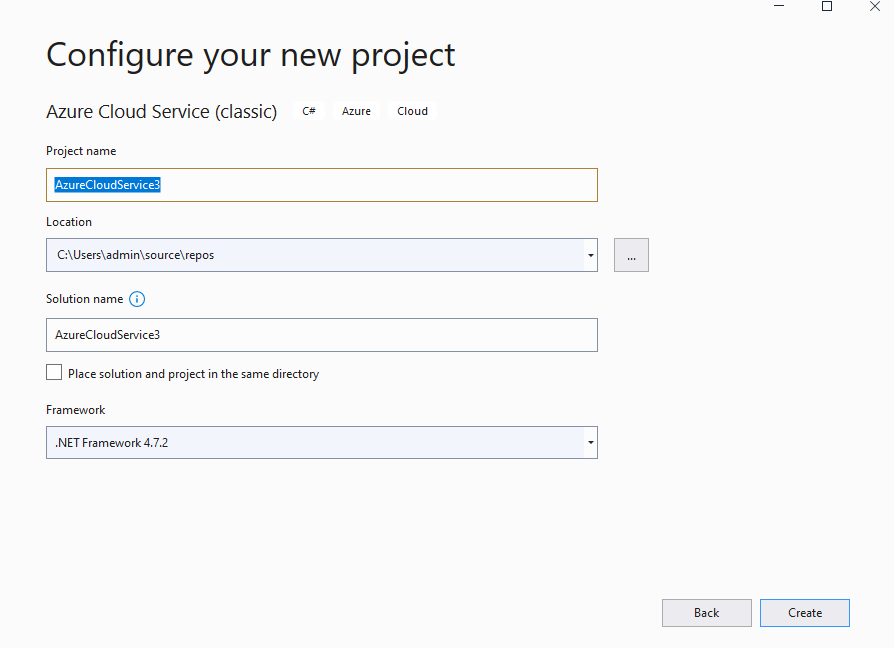 Configure your new project
Azure Cloud Service (classic) C# Azure Cloud
Project name
AzureCloudService3
Location
C:\Users\admin\source\repos
...
Solution name
AzureCloudService3
Place solution and project in the same directory
Framework
.NET Framework 4.7.2
Back Create